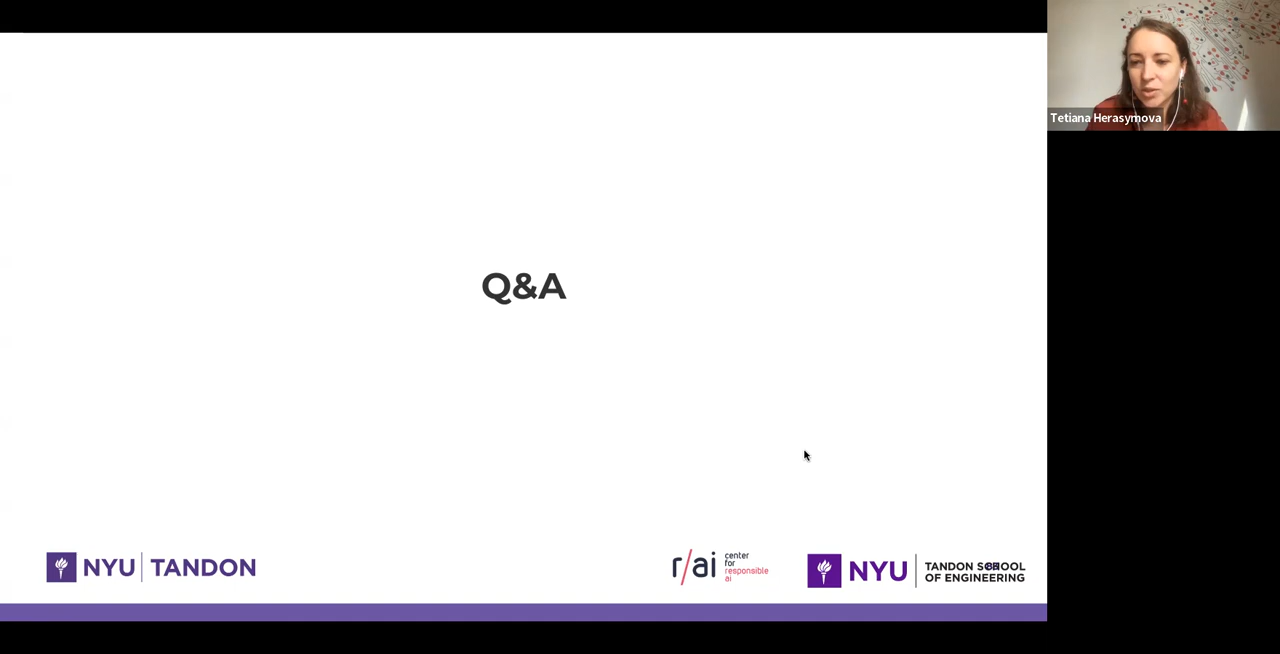 Tetiana Herasymova
Q&A
NYU | TANDON
r/ai
center
for
responsible
ai
NYU
TANDON SCHOOL
OF ENGINEERING